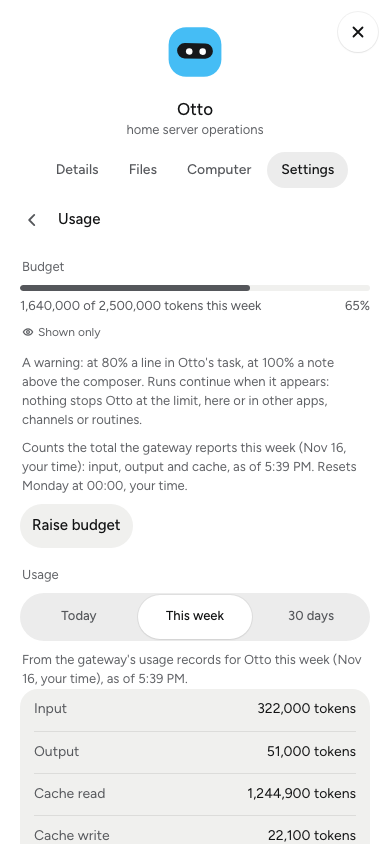 Otto
home server operations
Details Files Computer Settings
Usage
Budget
1,640,000 of 2,500,000 tokens this week 65%
Shown only
A warning: at 80% a line in Otto's task, at 100% a note
above the composer. Runs continue when it appears:
nothing stops Otto at the limit, here or in other apps,
channels or routines.
Counts the total the gateway reports this week (Nov 16,
your time): input, output and cache, as of 5:39 PM. Resets
Monday at 00:00, your time.
Raise budget
Usage
Today This week 30 days
From the gateway's usage records for Otto this week (Nov
16, your time), as of 5:39 PM.
Input 322,000 tokens
Output 51,000 tokens
Cache read 1,244,900 tokens
Cache write 22,100 tokens